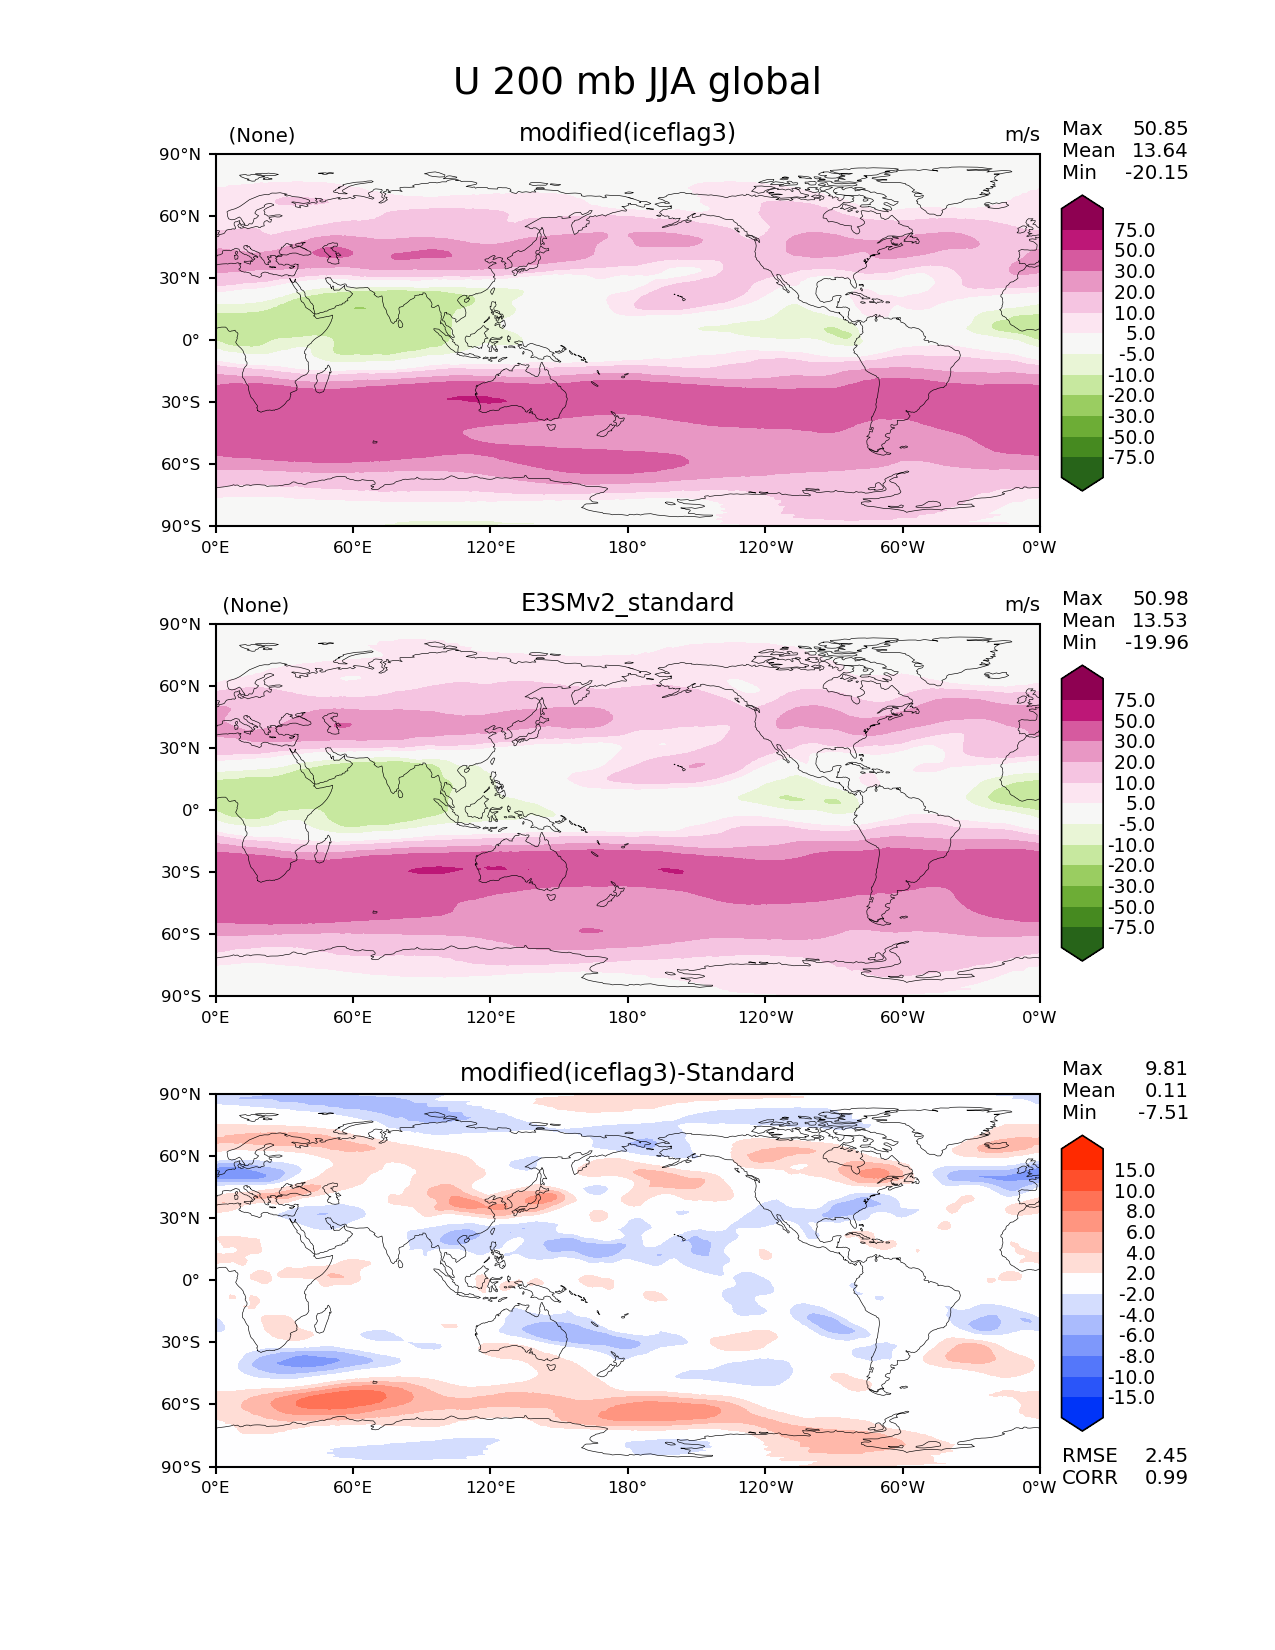 U 200 mb JJA global
(None) modified(iceflag3) m/s
Max 50.85
Mean 13.64
Min -20.15
90°N
60°N
30°N
0°
30°S
60°S
90°S
0°E 60°E 120°E 180° 120°W 60°W 0°W
75.0
50.0
30.0
20.0
10.0
5.0
-5.0
-10.0
-20.0
-30.0
-50.0
-75.0
(None) E3SMv2_standard m/s
Max 50.98
Mean 13.53
Min -19.96
90°N
60°N
30°N
0°
30°S
60°S
90°S
0°E 60°E 120°E 180° 120°W 60°W 0°W
75.0
50.0
30.0
20.0
10.0
5.0
-5.0
-10.0
-20.0
-30.0
-50.0
-75.0
modified(iceflag3)-Standard
Max 9.81
Mean 0.11
Min -7.51
90°N
60°N
30°N
0°
30°S
60°S
90°S
0°E 60°E 120°E 180° 120°W 60°W 0°W
15.0
10.0
8.0
6.0
4.0
2.0
-2.0
-4.0
-6.0
-8.0
-10.0
-15.0
RMSE 2.45
CORR 0.99